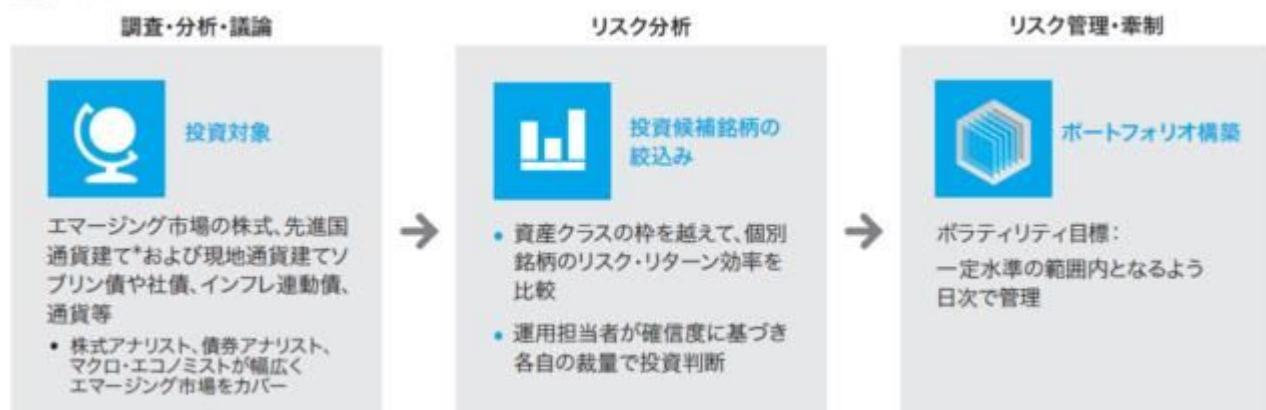 調査・分析・議論
投資対象
エマージング市場の株式、先進国
通貨建て*および現地通貨建てソ
ブリン債や社債、インフレ連動債、
通貨等
• 株式アナリスト、債券アナリスト、
マクロ・エコノミストが幅広く
エマージング市場をカバー
リスク分析
投資候補銘柄の
絞込み
• 資産クラスの枠を越えて、個別
銘柄のリスク・リターン効率を
比較
• 運用担当者が確信度に基づき
各自の裁量で投資判断
リスク管理・牽制
ポートフォリオ構築
ボラティリティ目標：
一定水準の範囲内となるよう
日次で管理